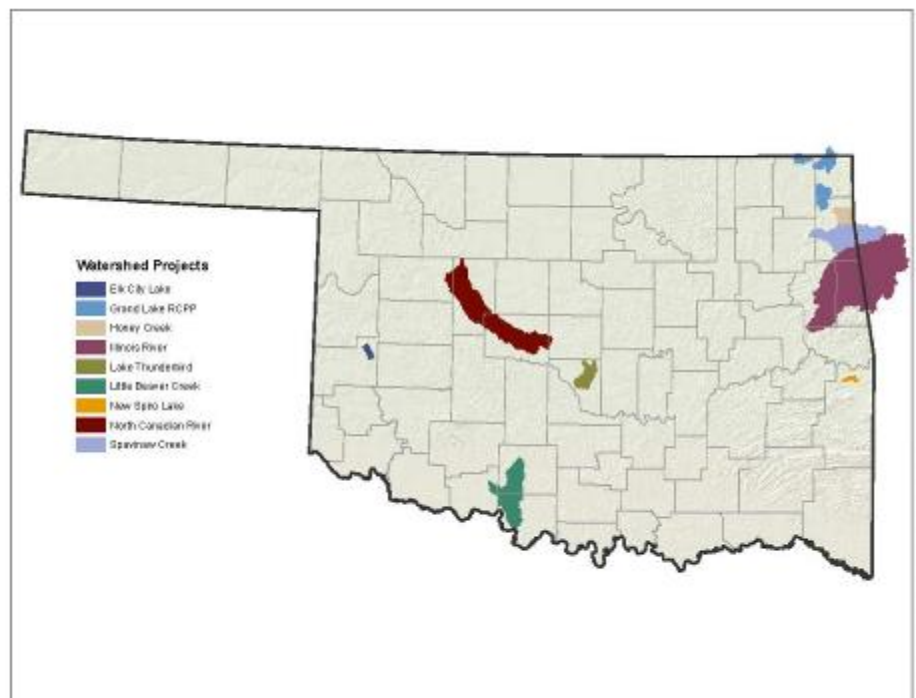 Watershed Projects
Elk City Lake
Grand Lake RCPP
Honey Creek
Illinois River
Lake Thunderbird
Little Beaver Creek
New Spiro Lake
North Canadian River
Spavinaw Creek